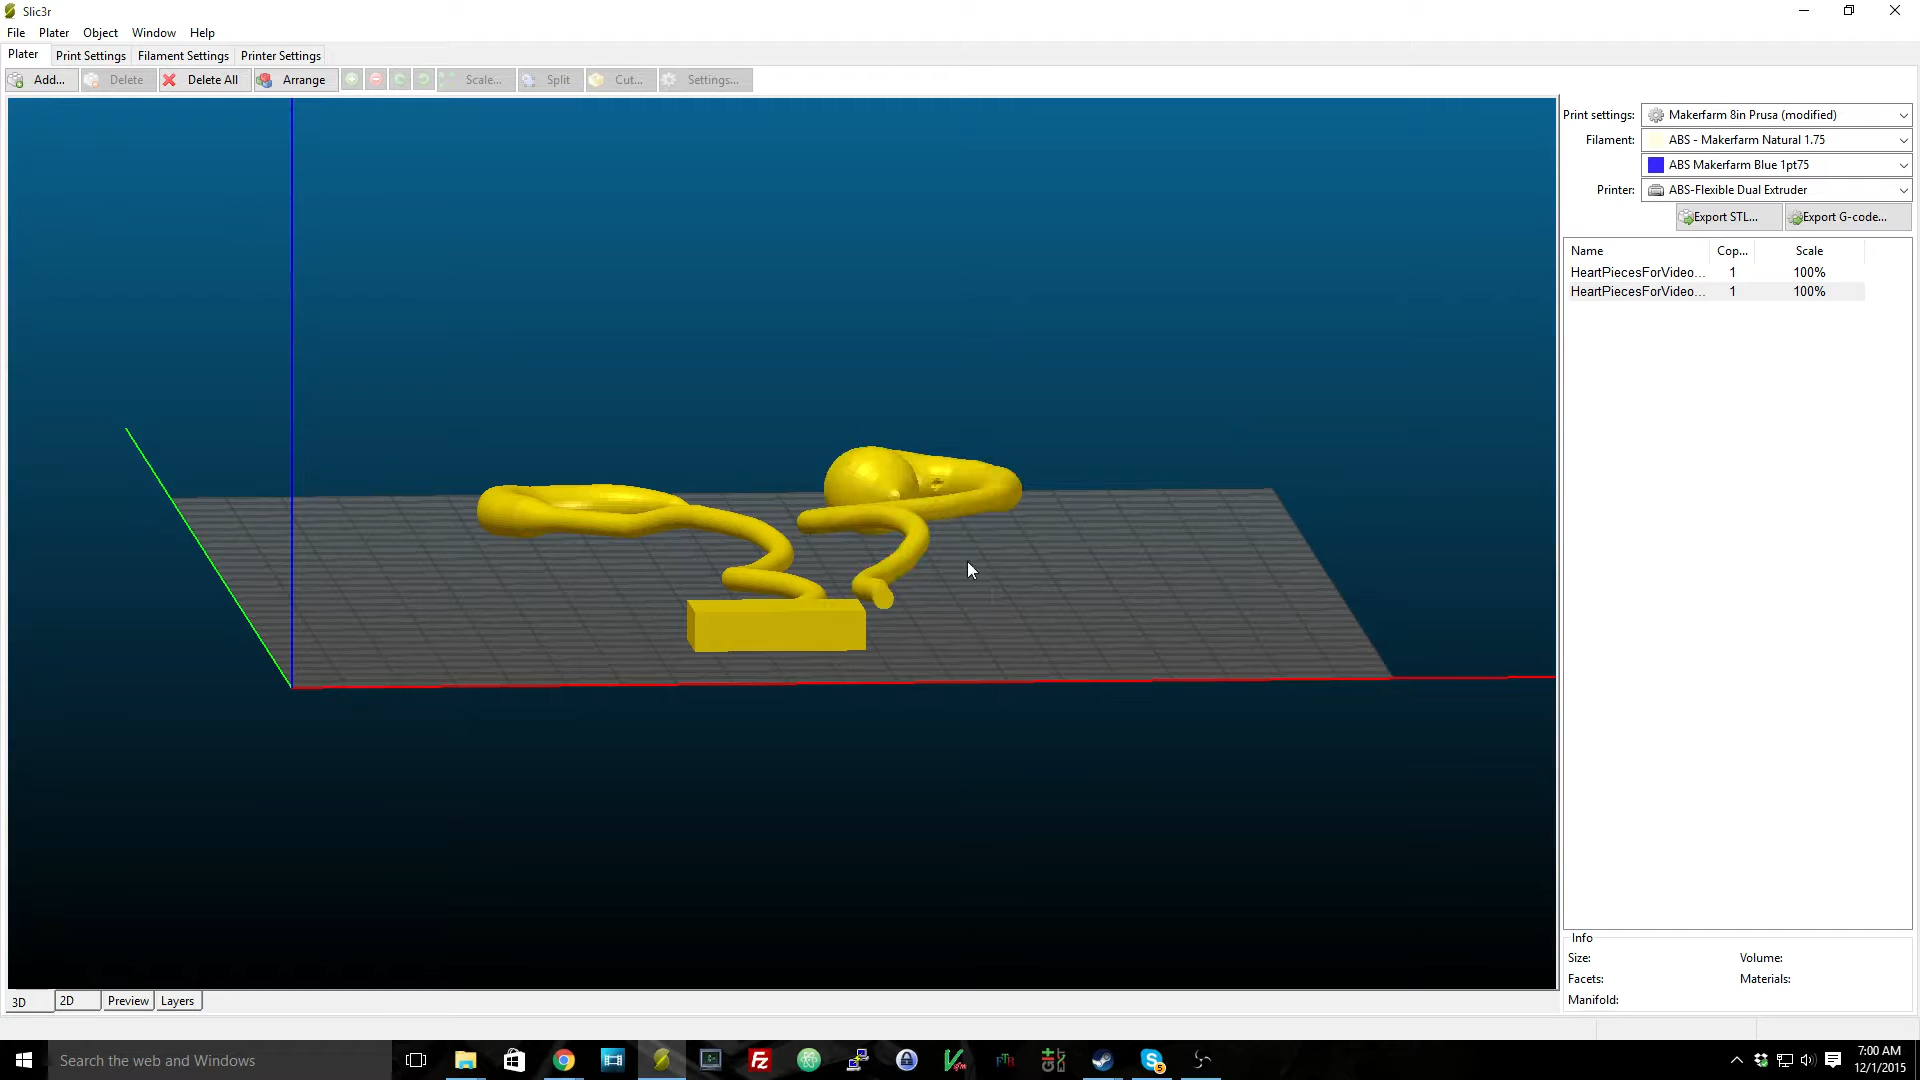 Slic3r
File Plater Object Window Help
Plater Print Settings Filament Settings Printer Settings
Add... Delete Delete All Arrange Scale... Split Cut... Settings...
Print settings: Makerfarm 8in Prusa (modified)
Filament: ABS - Makerfarm Natural 1.75
ABS Makerfarm Blue 1pt75
Printer: ABS-Flexible Dual Extruder
Export STL... Export G-code...
Name Cop... Scale
HeartPiecesForVideo... 1 100%
HeartPiecesForVideo... 1 100%
Info
Size: Volume:
Facets: Materials:
Manifold:
3D 2D Preview Layers
Search the web and Windows
7:00 AM
12/1/2015